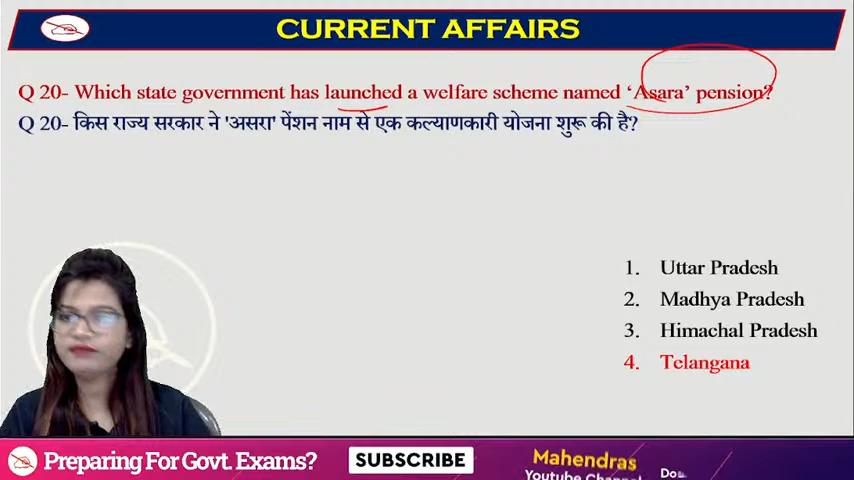 CURRENT AFFAIRS
Q 20- Which state government has launched a welfare scheme named ‘Asara’ pension?
Q 20- किस राज्य सरकार ने 'असरा' पेंशन नाम से एक कल्याणकारी योजना शुरू की है?
1. Uttar Pradesh
2. Madhya Pradesh
3. Himachal Pradesh
4. Telangana
Preparing For Govt. Exams?
SUBSCRIBE
Mahendras
Youtube Channel